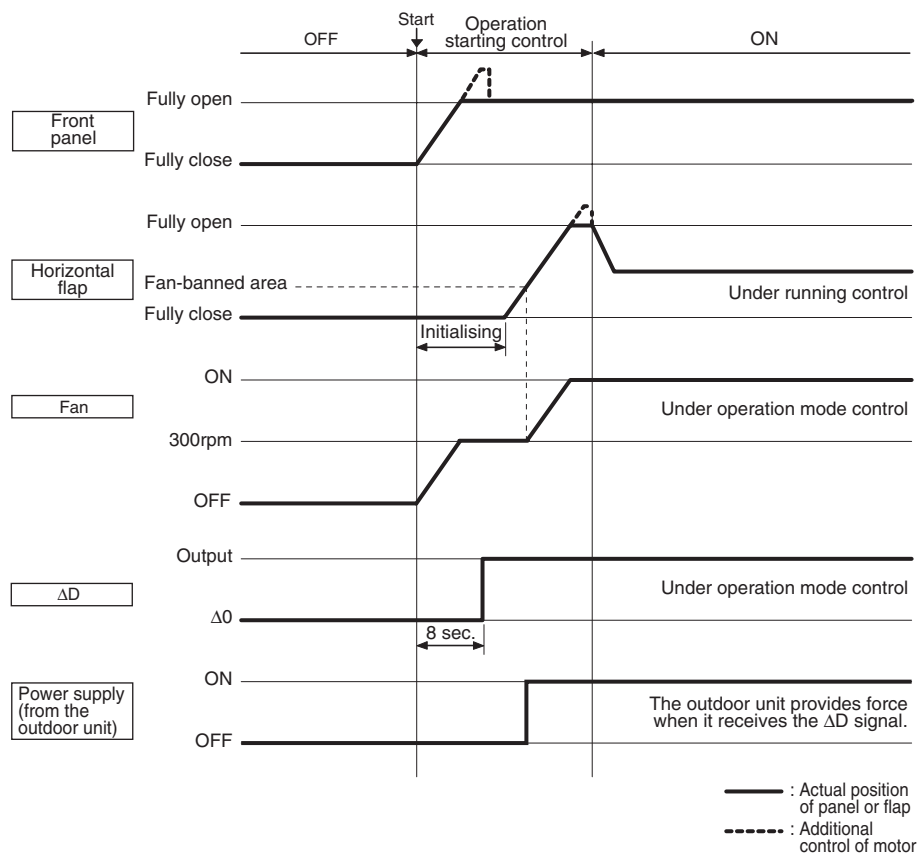 Start
OFF
Operation
starting control
ON
Front
panel
Fully open
Fully close
Horizontal
flap
Fully open
Fan-banned area
Fully close
Initialising
Under running control
Fan
ON
300rpm
OFF
Under operation mode control
ΔD
Output
Δ0
8 sec.
Under operation mode control
Power supply
(from the
outdoor unit)
ON
OFF
The outdoor unit provides force
when it receives the ΔD signal.
: Actual position
of panel or flap
: Additional
control of motor